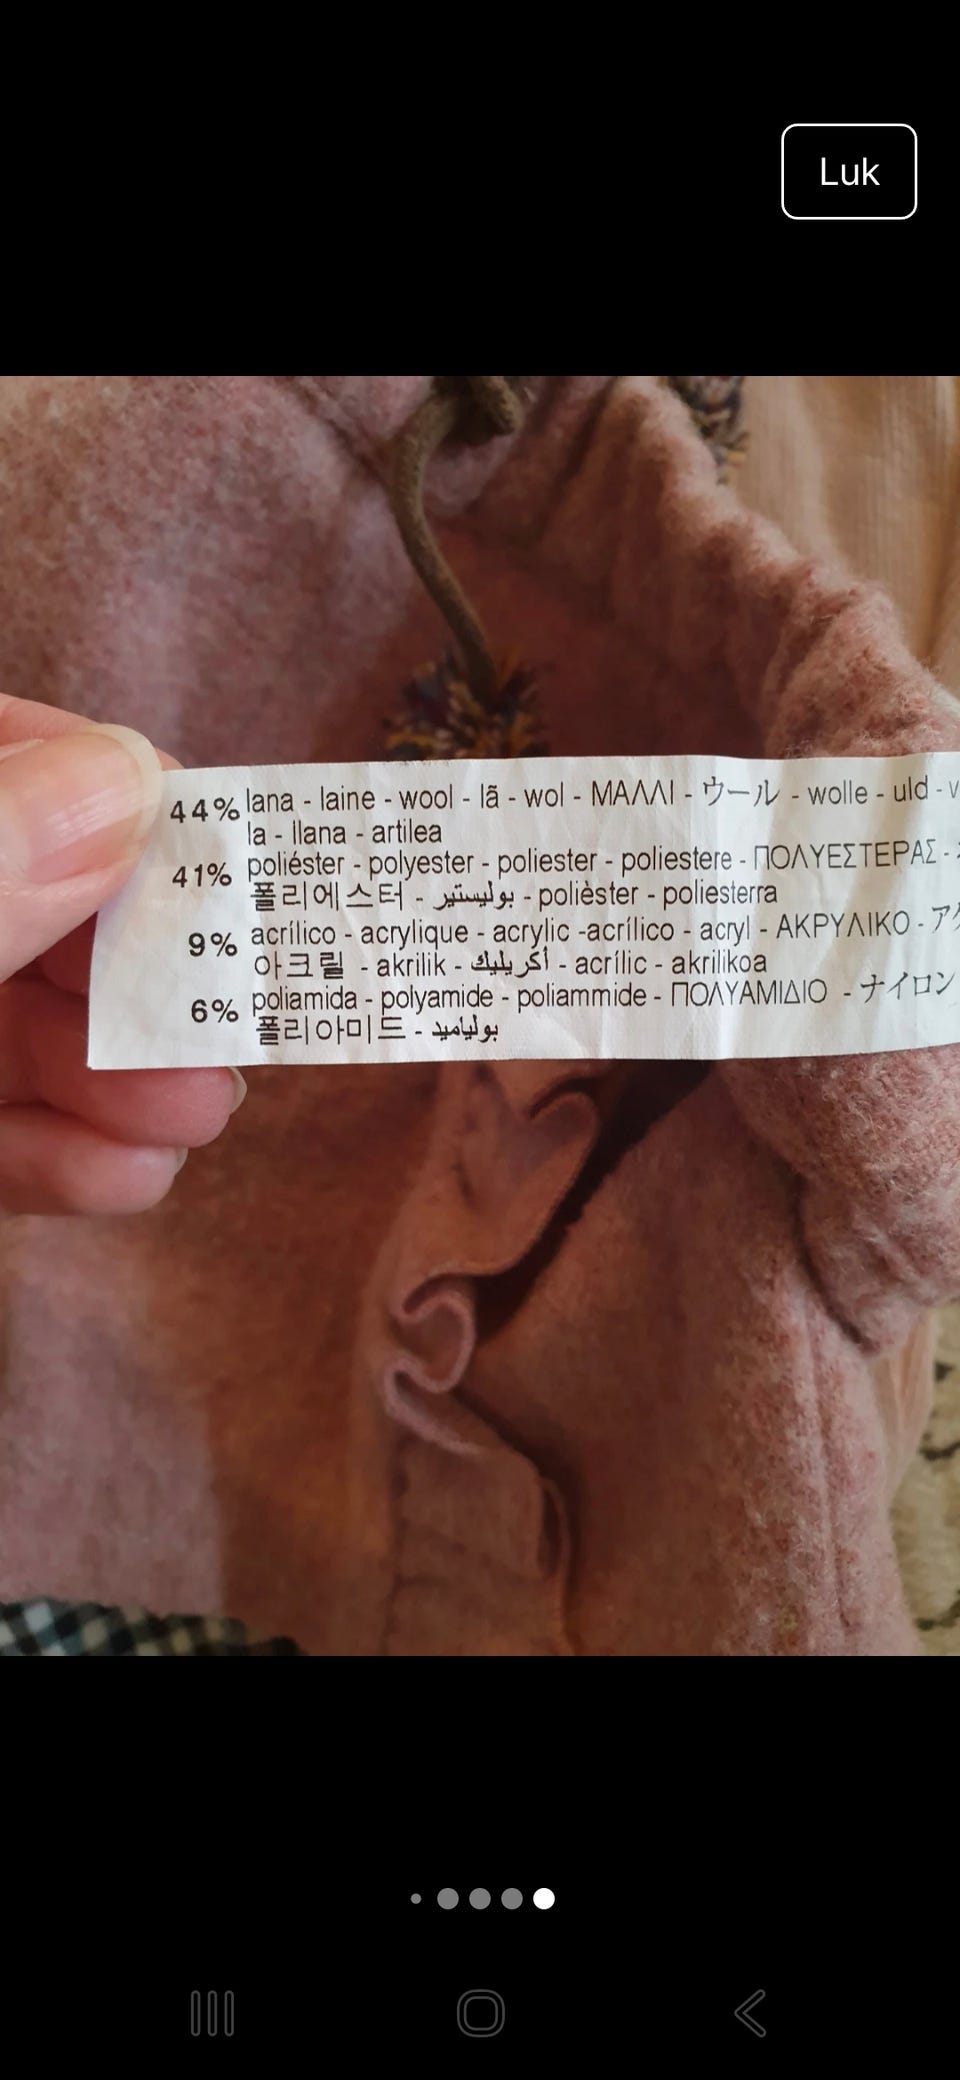 Luk
44% lana - laine - wool - lã - wol - ΜΑΛΛΙ - ウール - wolle - uld -
la - llana - artilea
41% poliéster - polyester - poliester - poliestere - ΠΟΛΥΕΣΤΕΡΑΣ -
폴리에스터 - بوليستير - polièster - poliesterra
9% acrílico - acrylique - acrylic -acrílico - acryl - ΑΚΡΥΛΙΚΟ -
아크릴 - akrilik - أكريليك - acrílic - akrilikoa
6% poliamida - polyamide - poliammide - ΠΟΛΥΑΜΙΔΙΟ - ナイロン
폴리아미드 - بولياميد